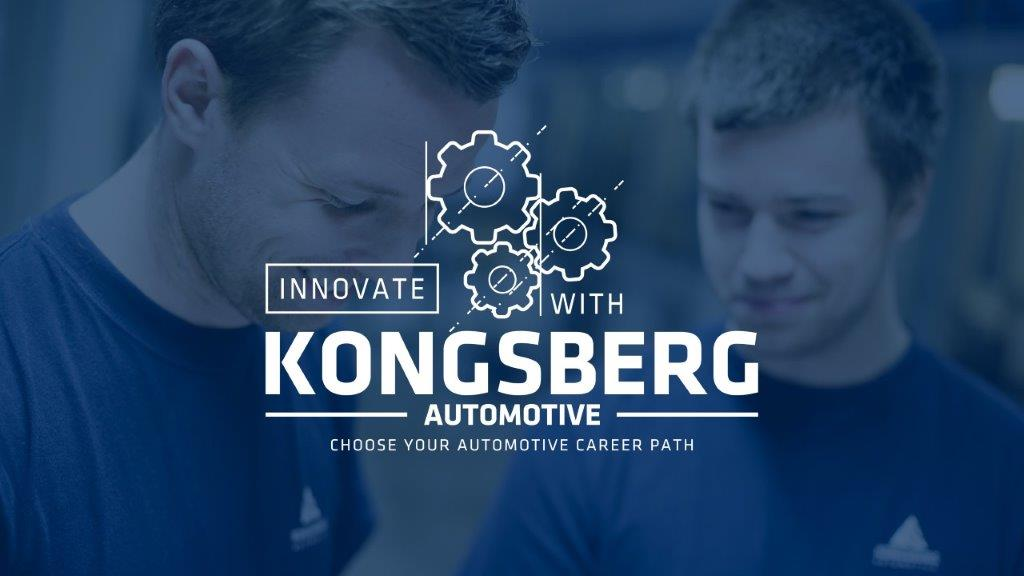 INNOVATE
WITH
KONGSBERG
AUTOMOTIVE
CHOOSE YOUR AUTOMOTIVE CAREER PATH